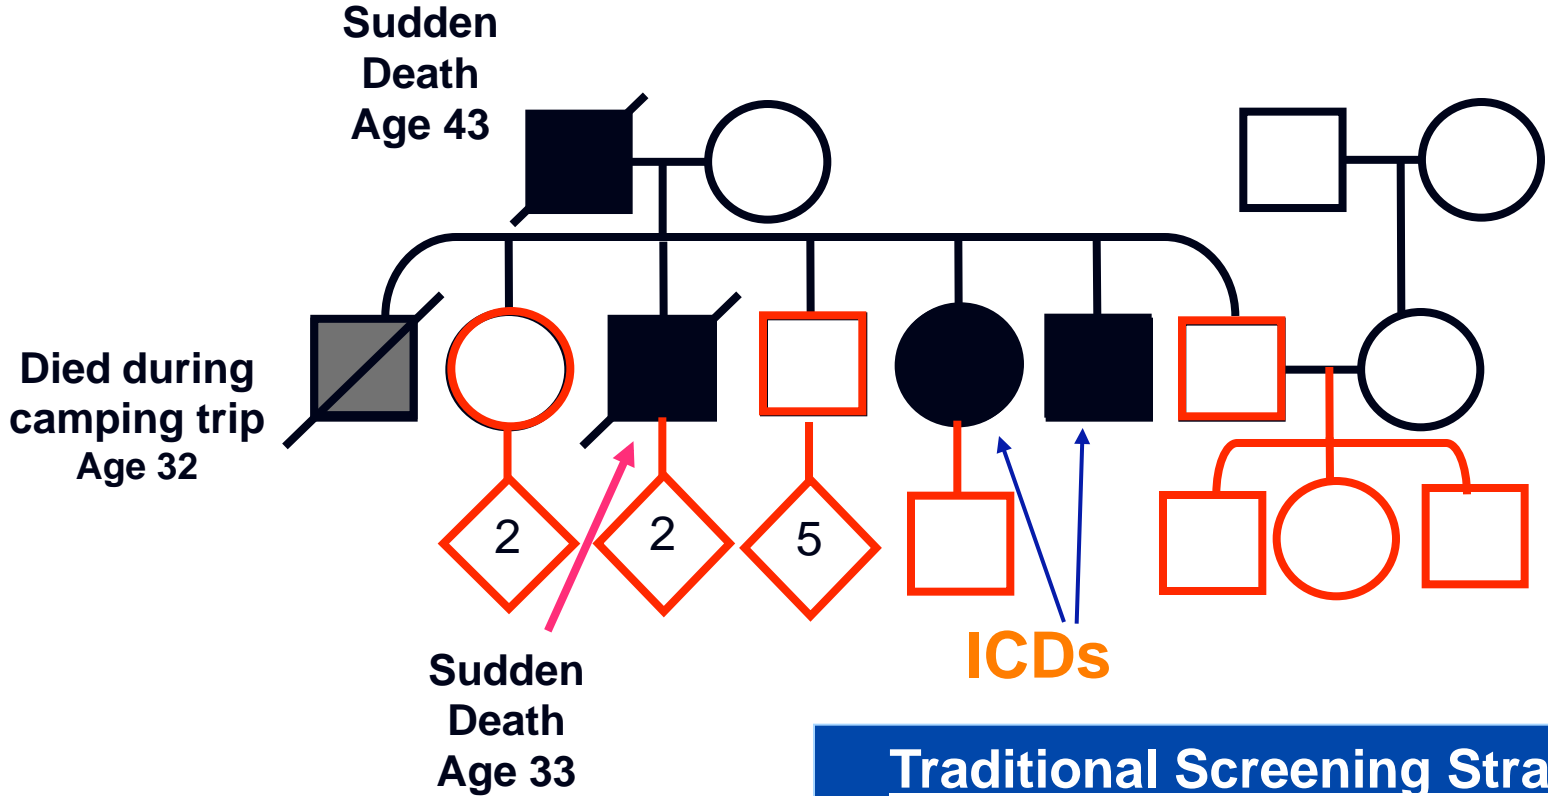 Sudden
Death
Age 43
Died during
camping trip
Age 32
2
2
5
ICDs
Sudden
Death
Age 33
Traditional Screening Stra